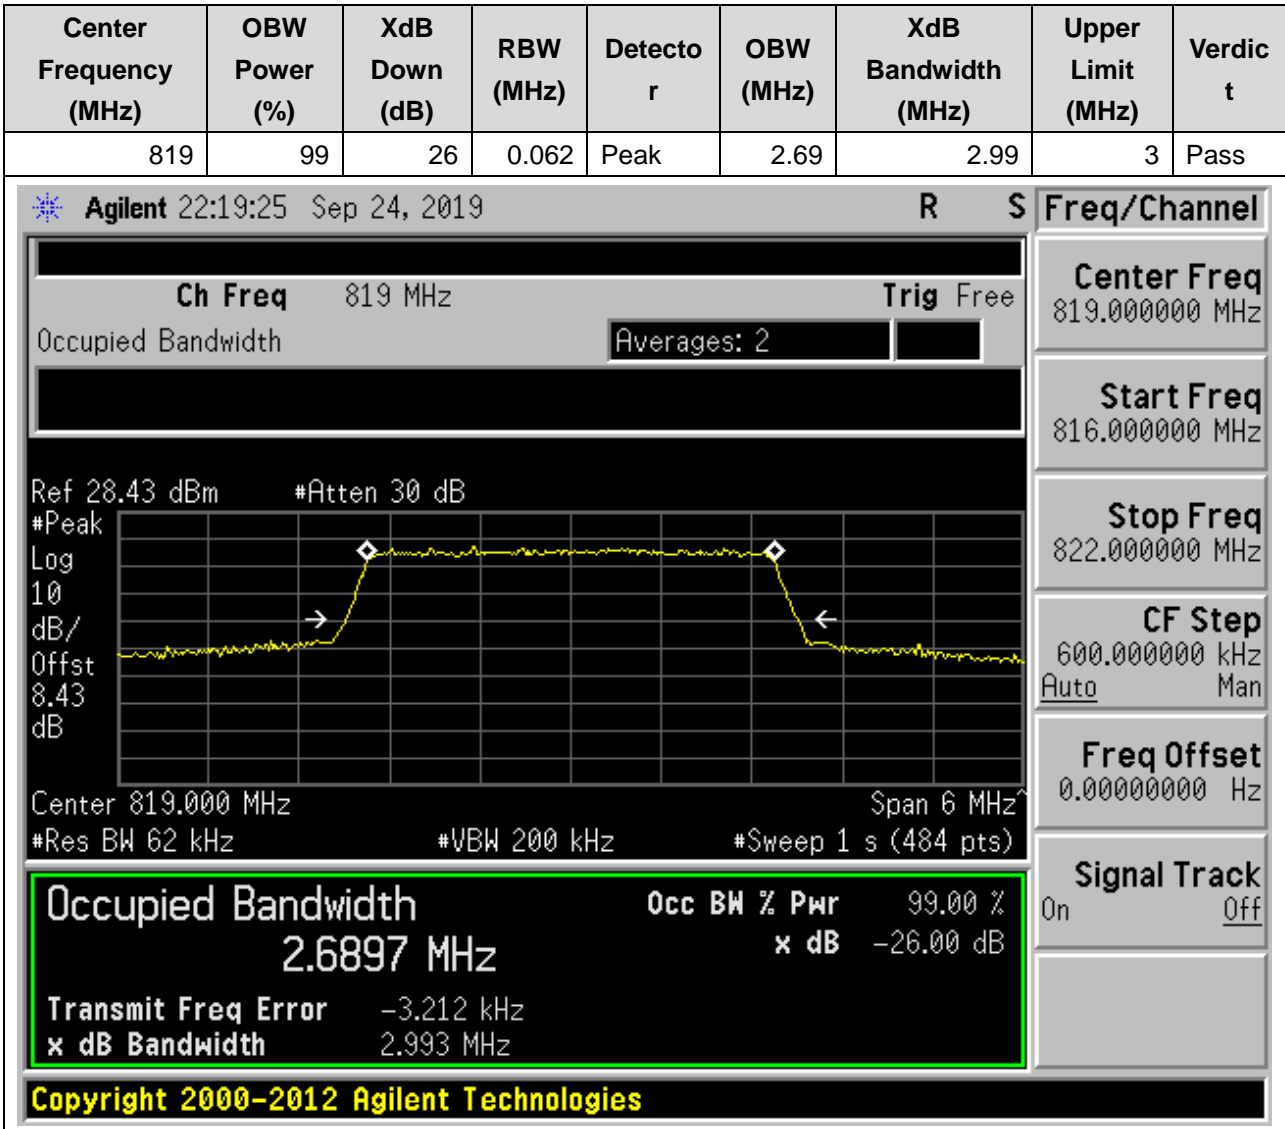 Center Frequency (MHz) OBW Power (%) XdB Down (dB) RBW (MHz) Detecto r OBW (MHz) XdB Bandwidth (MHz) Upper Limit (MHz) Verdic t
819 99 26 0.062 Peak 2.69 2.99 3 Pass
Agilent 22:19:25 Sep 24, 2019 R S Freq/Channel
Ch Freq 819 MHz Trig Free
Occupied Bandwidth Averages: 2
Center Freq
819.000000 MHz
Start Freq
816.000000 MHz
Stop Freq
822.000000 MHz
CF Step
600.000000 kHz
Auto Man
Freq Offset
0.00000000 Hz
Signal Track
On Off
Ref 28.43 dBm #Atten 30 dB
#Peak
Log
10
dB/
Offst
8.43
dB
Center 819.000 MHz Span 6 MHz^
#Res BW 62 kHz #VBW 200 kHz #Sweep 1 s (484 pts)
Occupied Bandwidth Occ BW % Pwr 99.00 %
2.6897 MHz x dB -26.00 dB
Transmit Freq Error -3.212 kHz
x dB Bandwidth 2.993 MHz
Copyright 2000-2012 Agilent Technologies